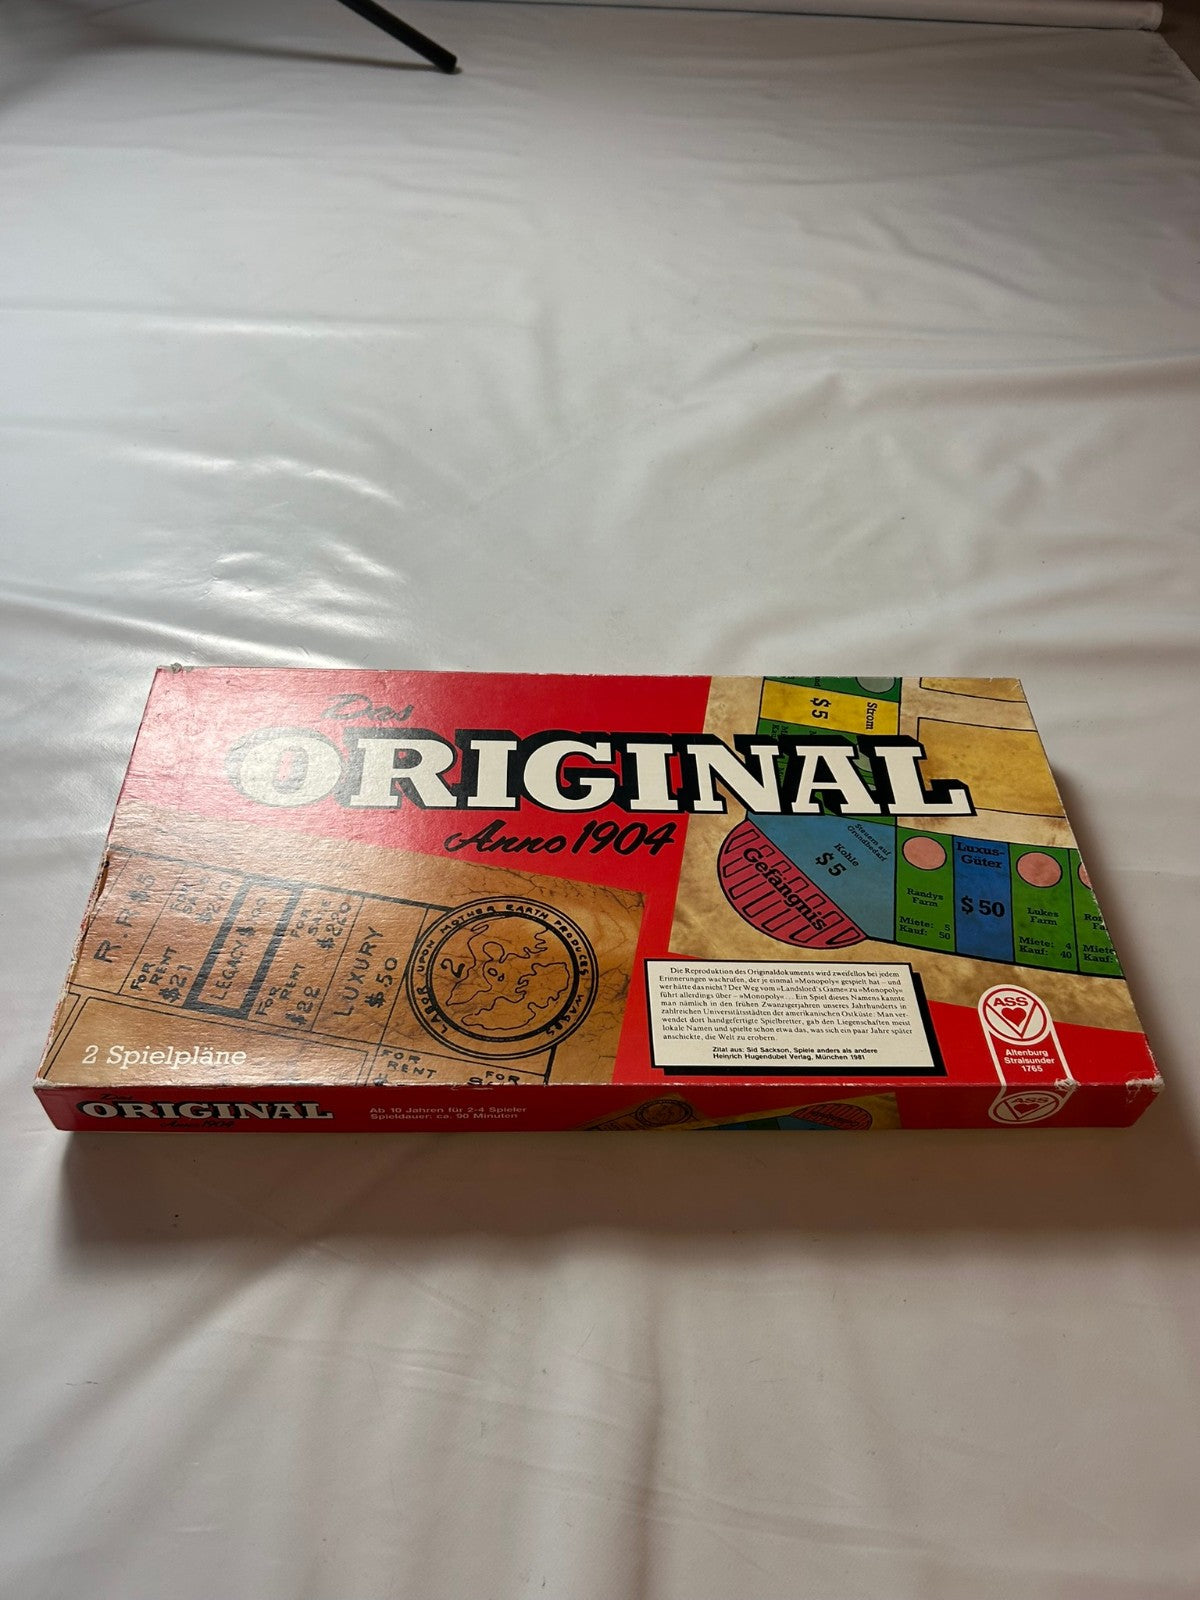 Das
ORIGINAL
Anno 1904
$5
Strom
Steuern auf
Grundbedarf
Kohle
$5
Gefängnis
Randys
Farm
Miete: 5
Kauf: 50
Luxus-
Güter
$50
Lukes
Farm
Miete: 4
Kauf: 40
Miete
Kauf:
R R
FOR
RENT
$21
LEGACY
FOR
RENT
$22
$220
LUXURY
$50
LABOR UPON MOTHER EARTH PRODUCES WAGES
FOR
RENT
FOR
2 Spielpläne
Die Reproduktion des Originaldokuments wird zweifellos bei jedem
Erinnerungen wachrufen, der je einmal »Monopoly« gespielt hat – und
wer hätte das nicht? Der Weg vom »Landslord's Game« zu »Monopoly«
führt allerdings über – »Monopoly« . . . Ein Spiel dieses Namens kannte
man nämlich in den frühen Zwanzigerjahren unseres Jahrhunderts in
zahlreichen Universitätsstädten der amerikanischen Ostküste: Man ver-
wendet dort handgefertigte Spielbretter, gab den Liegenschaften meist
lokale Namen und spielte schon etwa das, was sich ein paar Jahre später
anschickte, die Welt zu erobern.
Zitat aus: Sid Sackson, Spiele anders als andere
Heinrich Hugendubel Verlag, München 1981
ASS
Altenburg
Stralsunder
1765
Das
ORIGINAL
Anno 1904
Ab 10 Jahren für 2-4 Spieler
Spieldauer: ca. 90 Minuten
ASS